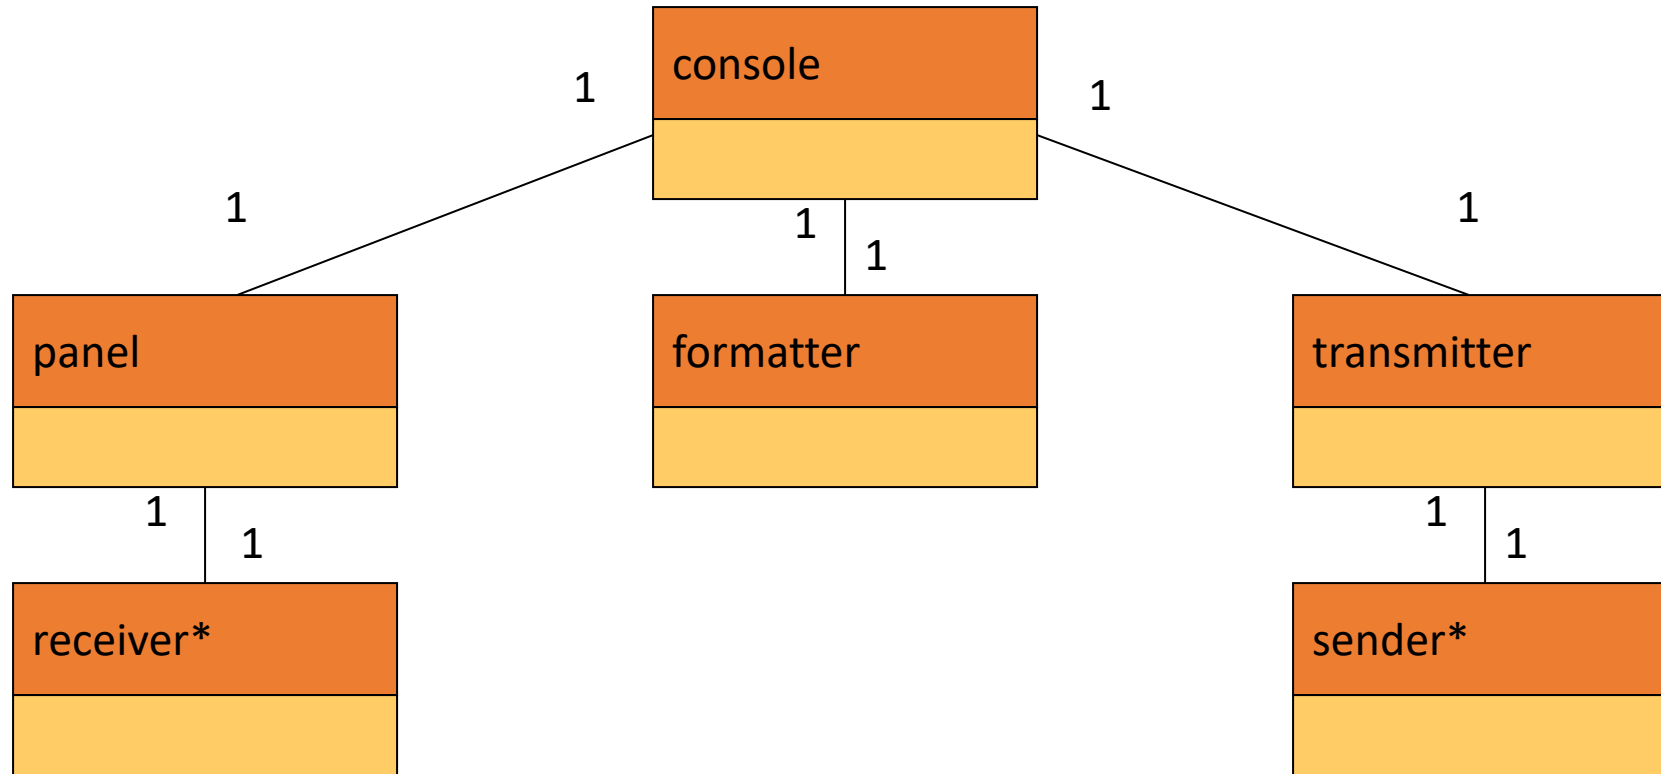 console
1
1
1
1
1
1
panel
formatter
transmitter
1
1
1
1
receiver*
sender*